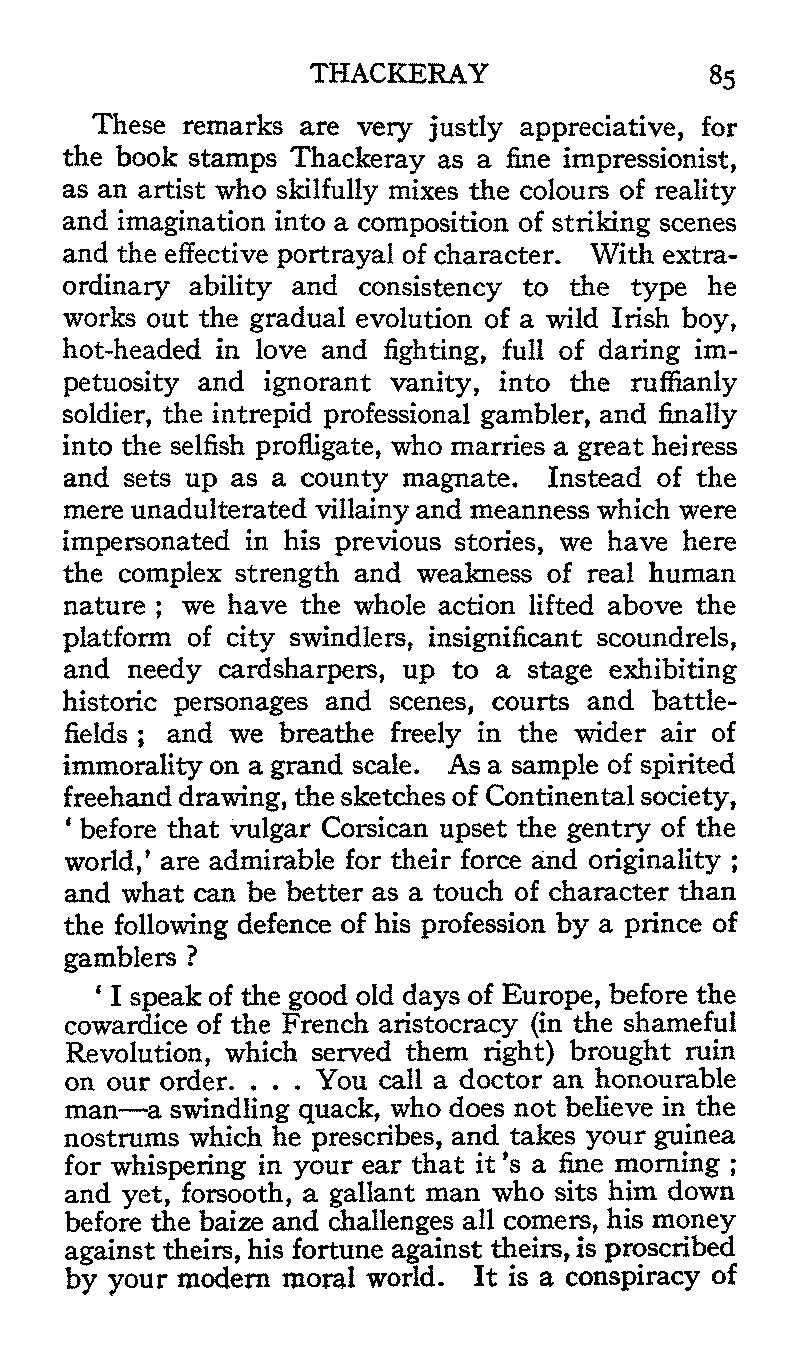 THACKERAY 85
These remarks are very justly appreciative, for
the book stamps Thackeray as a fine impressionist,
as an artist who skilfully mixes the colours of reality
and imagination into a composition of striking scenes
and the effective portrayal of character. With extra-
ordinary ability and consistency to the type he
works out the gradual evolution of a wild Irish boy,
hot-headed in love and fighting, full of daring im-
petuosity and ignorant vanity, into the ruffianly
soldier, the intrepid professional gambler, and finally
into the selfish profligate, who marries a great heiress
and sets up as a county magnate. Instead of the
mere unadulterated villainy and meanness which were
impersonated in his previous stories, we have here
the complex strength and weakness of real human
nature ; we have the whole action lifted above the
platform of city swindlers, insignificant scoundrels,
and needy cardsharpers, up to a stage exhibiting
historic personages and scenes, courts and battle-
fields ; and we breathe freely in the wider air of
immorality on a grand scale. As a sample of spirited
freehand drawing, the sketches of Continental society,
‘ before that vulgar Corsican upset the gentry of the
world,’ are admirable for their force and originality ;
and what can be better as a touch of character than
the following defence of his profession by a prince of
gamblers ?
‘ I speak of the good old days of Europe, before the
cowardice of the French aristocracy (in the shameful
Revolution, which served them right) brought ruin
on our order. . . . You call a doctor an honourable
man—a swindling quack, who does not believe in the
nostrums which he prescribes, and takes your guinea
for whispering in your ear that it ’s a fine morning ;
and yet, forsooth, a gallant man who sits him down
before the baize and challenges all comers, his money
against theirs, his fortune against theirs, is proscribed
by your modern moral world. It is a conspiracy of